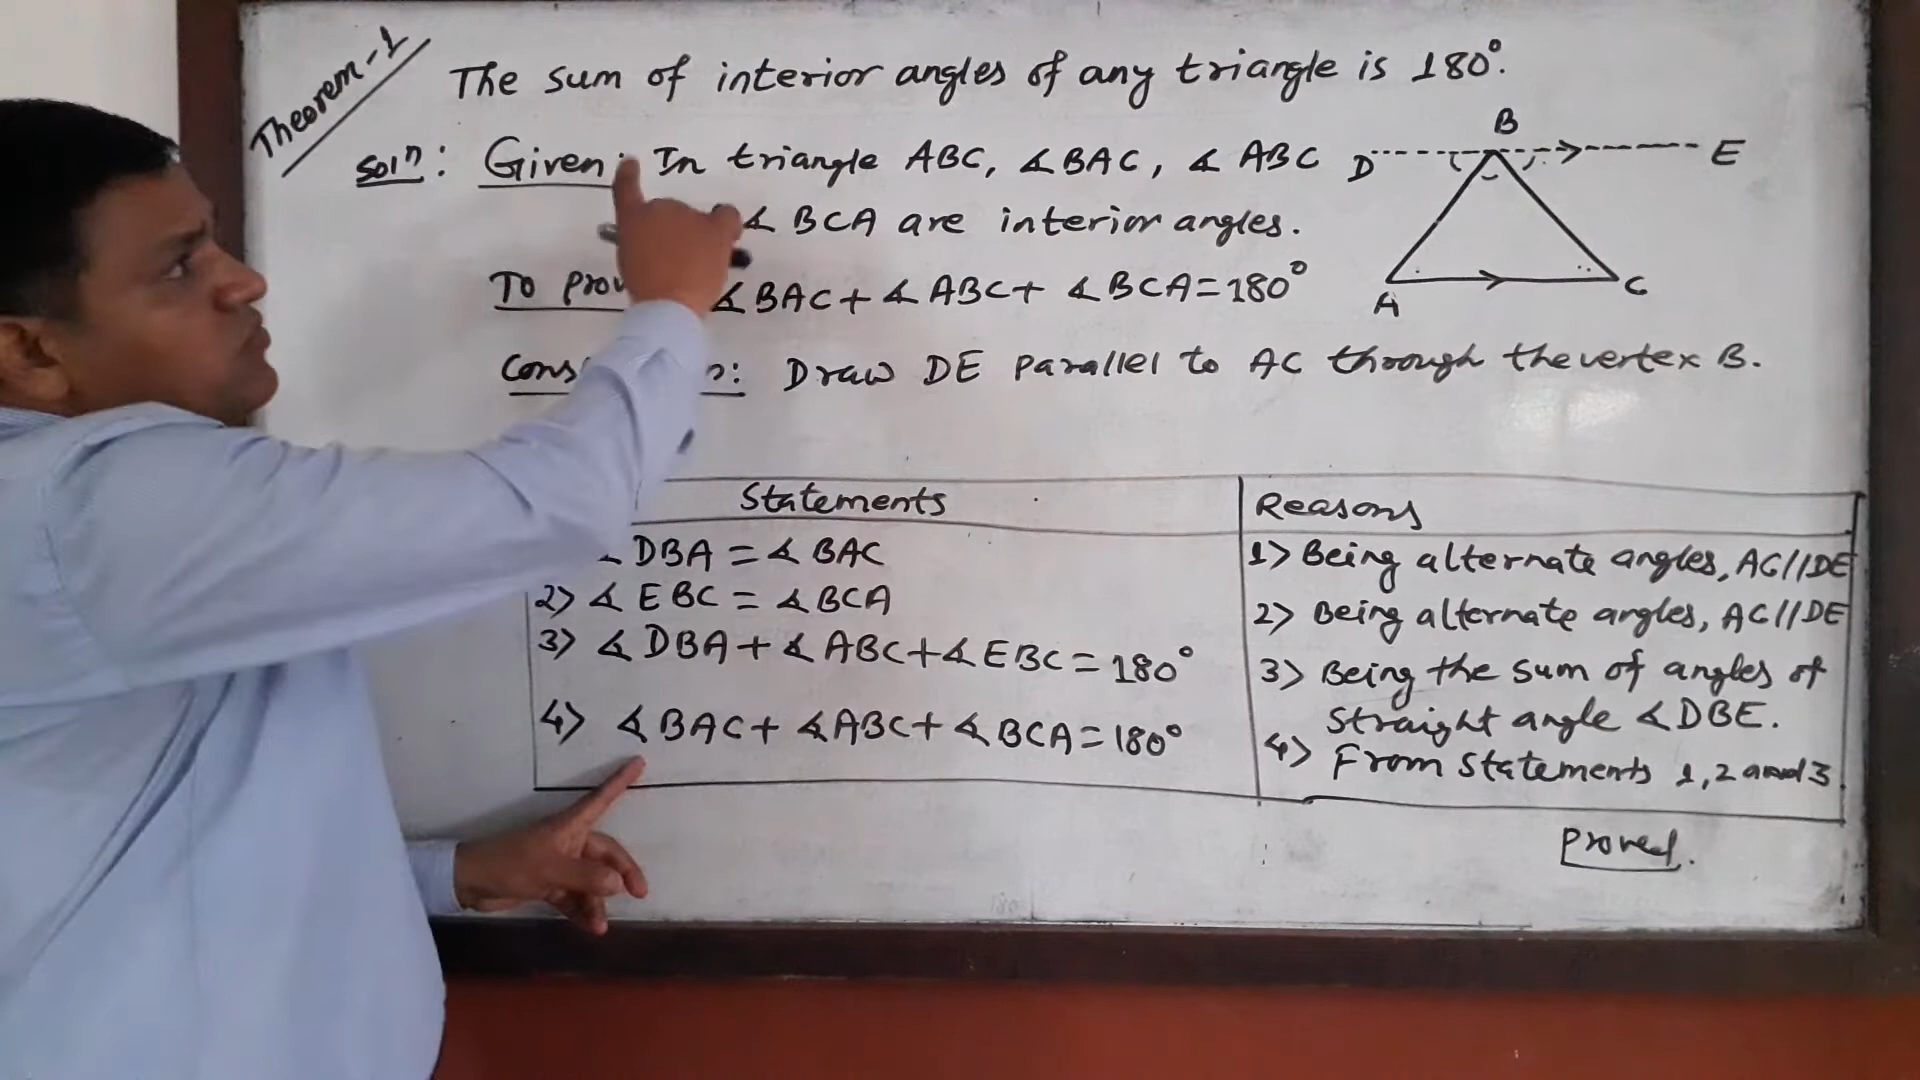 Theorem-1
The sum of interior angles of any triangle is 180°.
Solⁿ: Given: In triangle ABC, ∡BAC, ∡ABC
∡BCA are interior angles.
To ∡BAC + ∡ABC + ∡BCA = 180°
Draw DE parallel to AC through the vertex B.
B
D
E
A
C
Statements
Reasons
DBA = ∡BAC
1> Being alternate angles, AC//DE
2> ∡EBC = ∡BCA
2> Being alternate angles, AC//DE
3> ∡DBA + ∡ABC + ∡EBC = 180°
3> Being the sum of angles of
straight angle ∡DBE.
4> ∡BAC + ∡ABC + ∡BCA = 180°
4> From statements 1, 2 and 3
Proved.